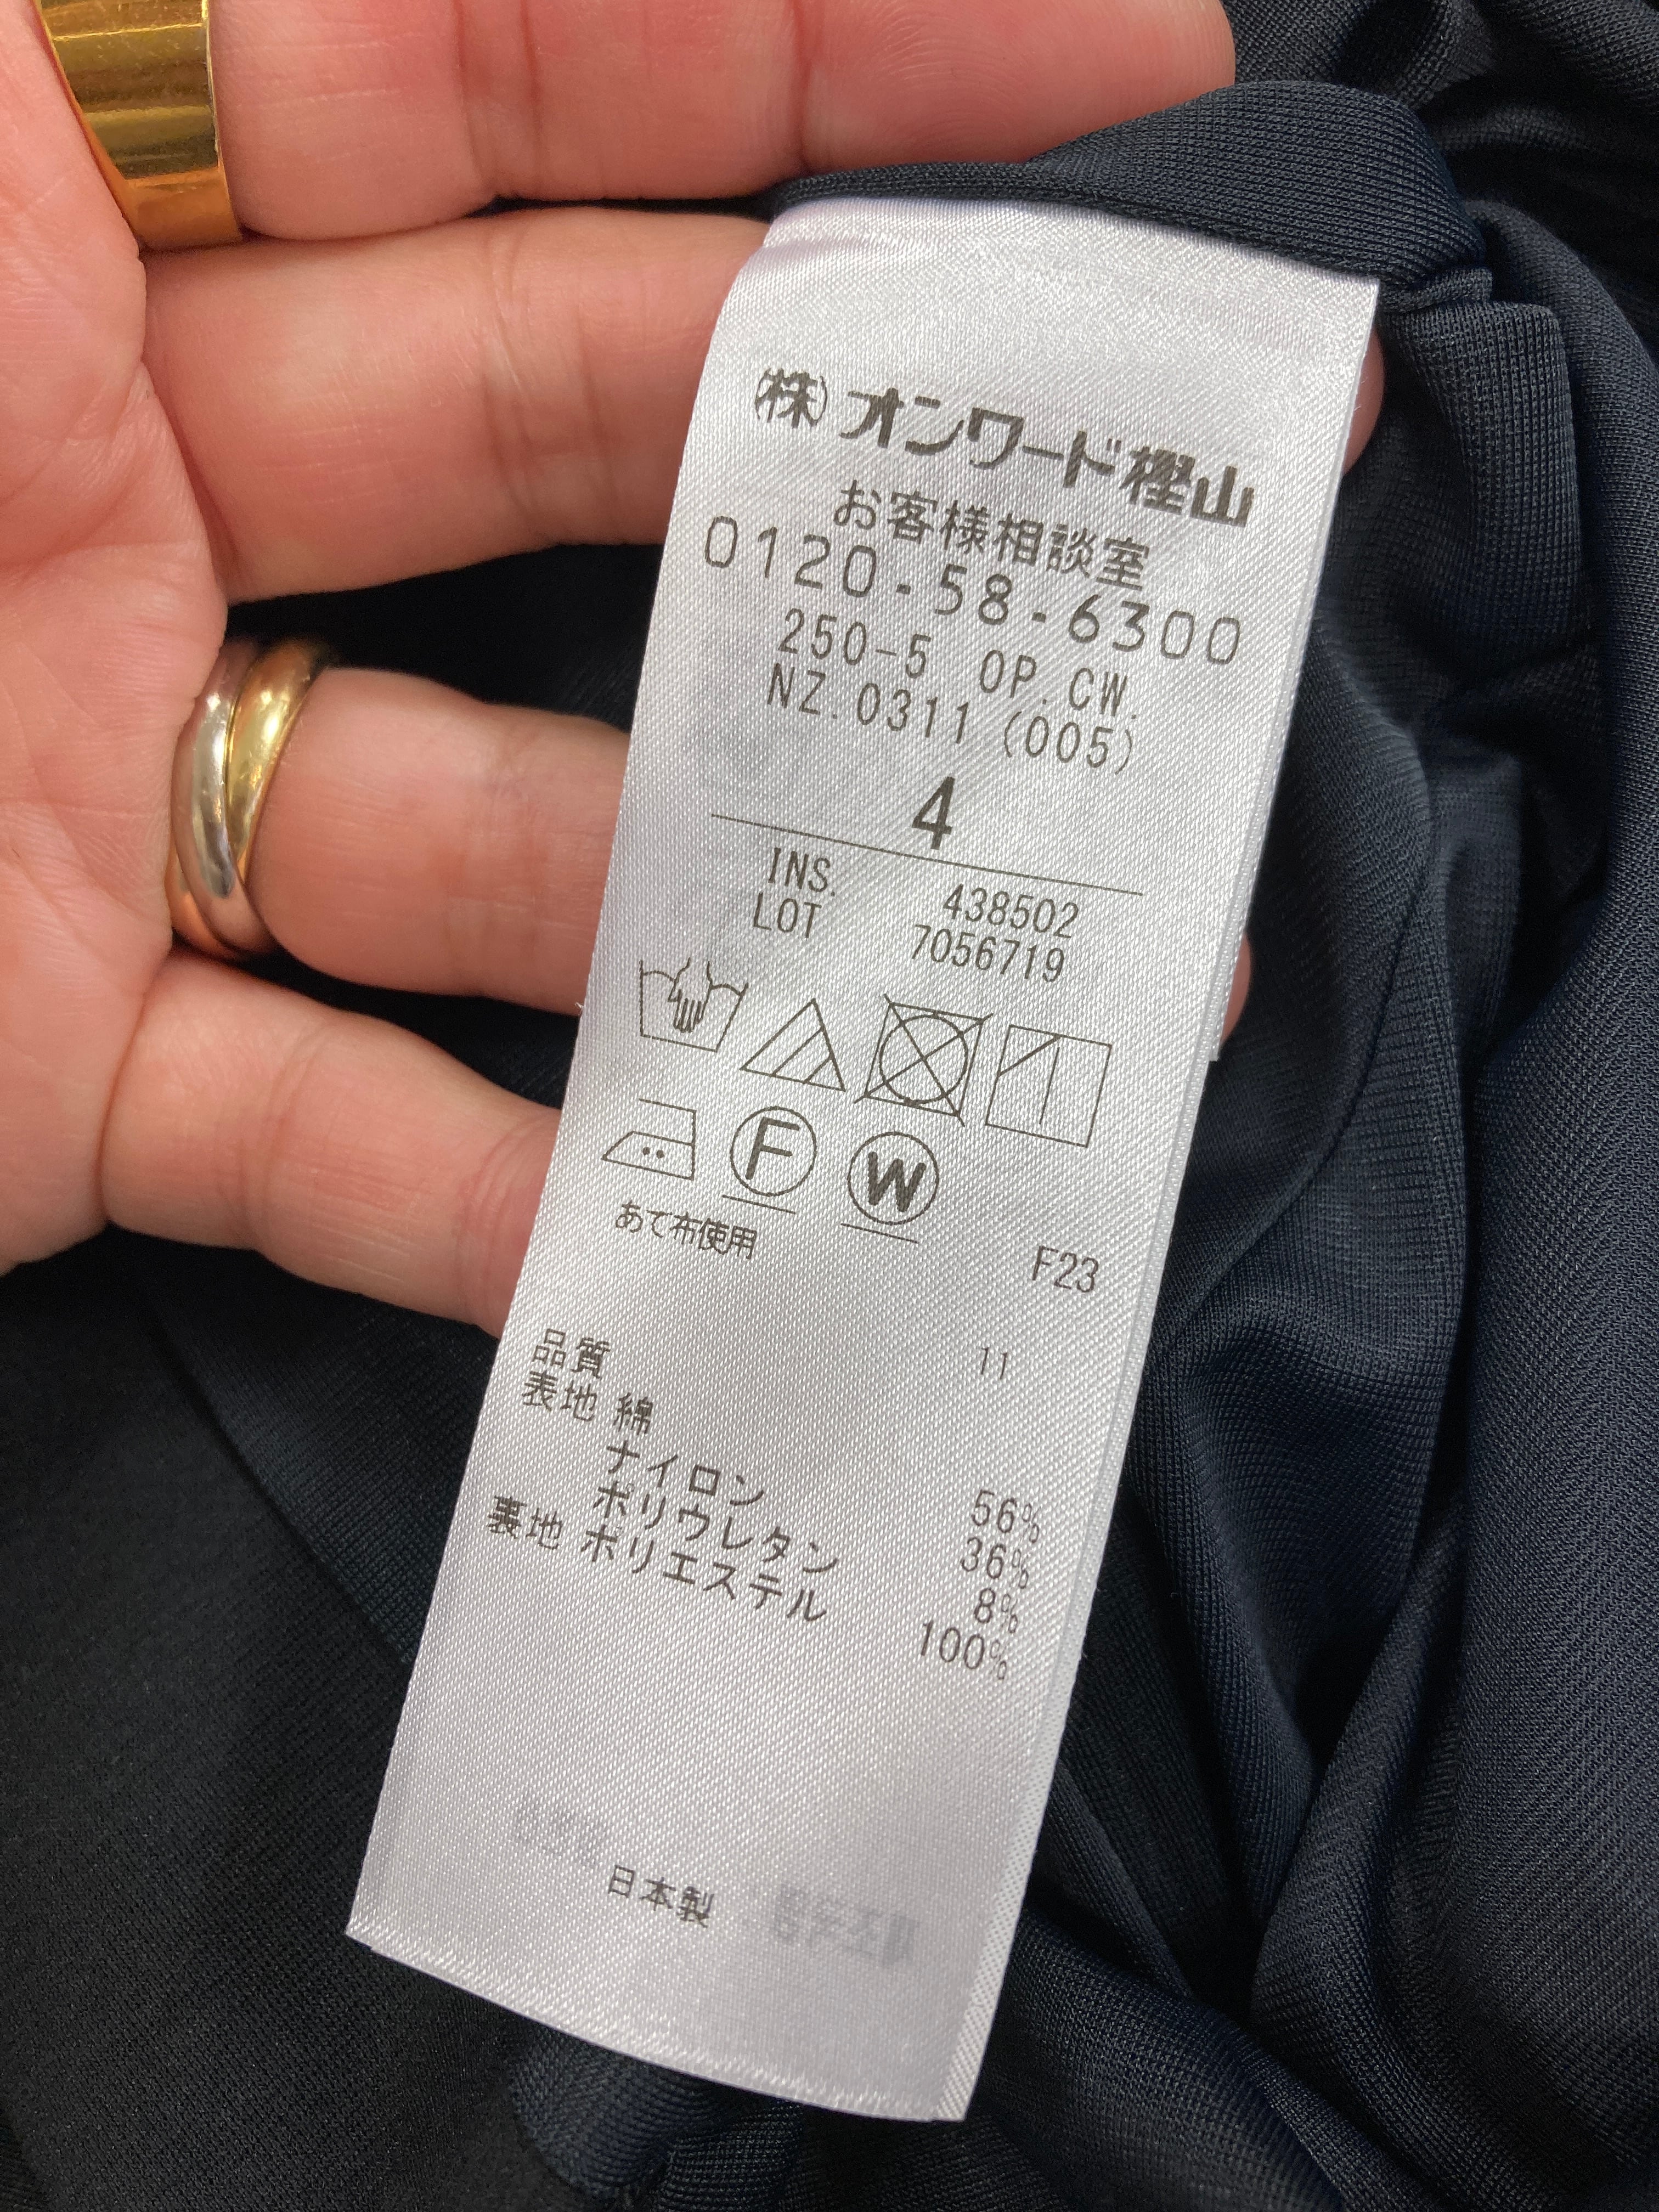 (株)オンワード樫山
お客様相談室
0120-58-6300
250-5 OP.CW.
NZ.0311 (005)
4
INS. 438502
LOT 7056719
F W
あて布使用
F23
品質 11
表地 綿 56%
ナイロン 36%
ポリウレタン 8%
裏地 ポリエステル 100%
日本製